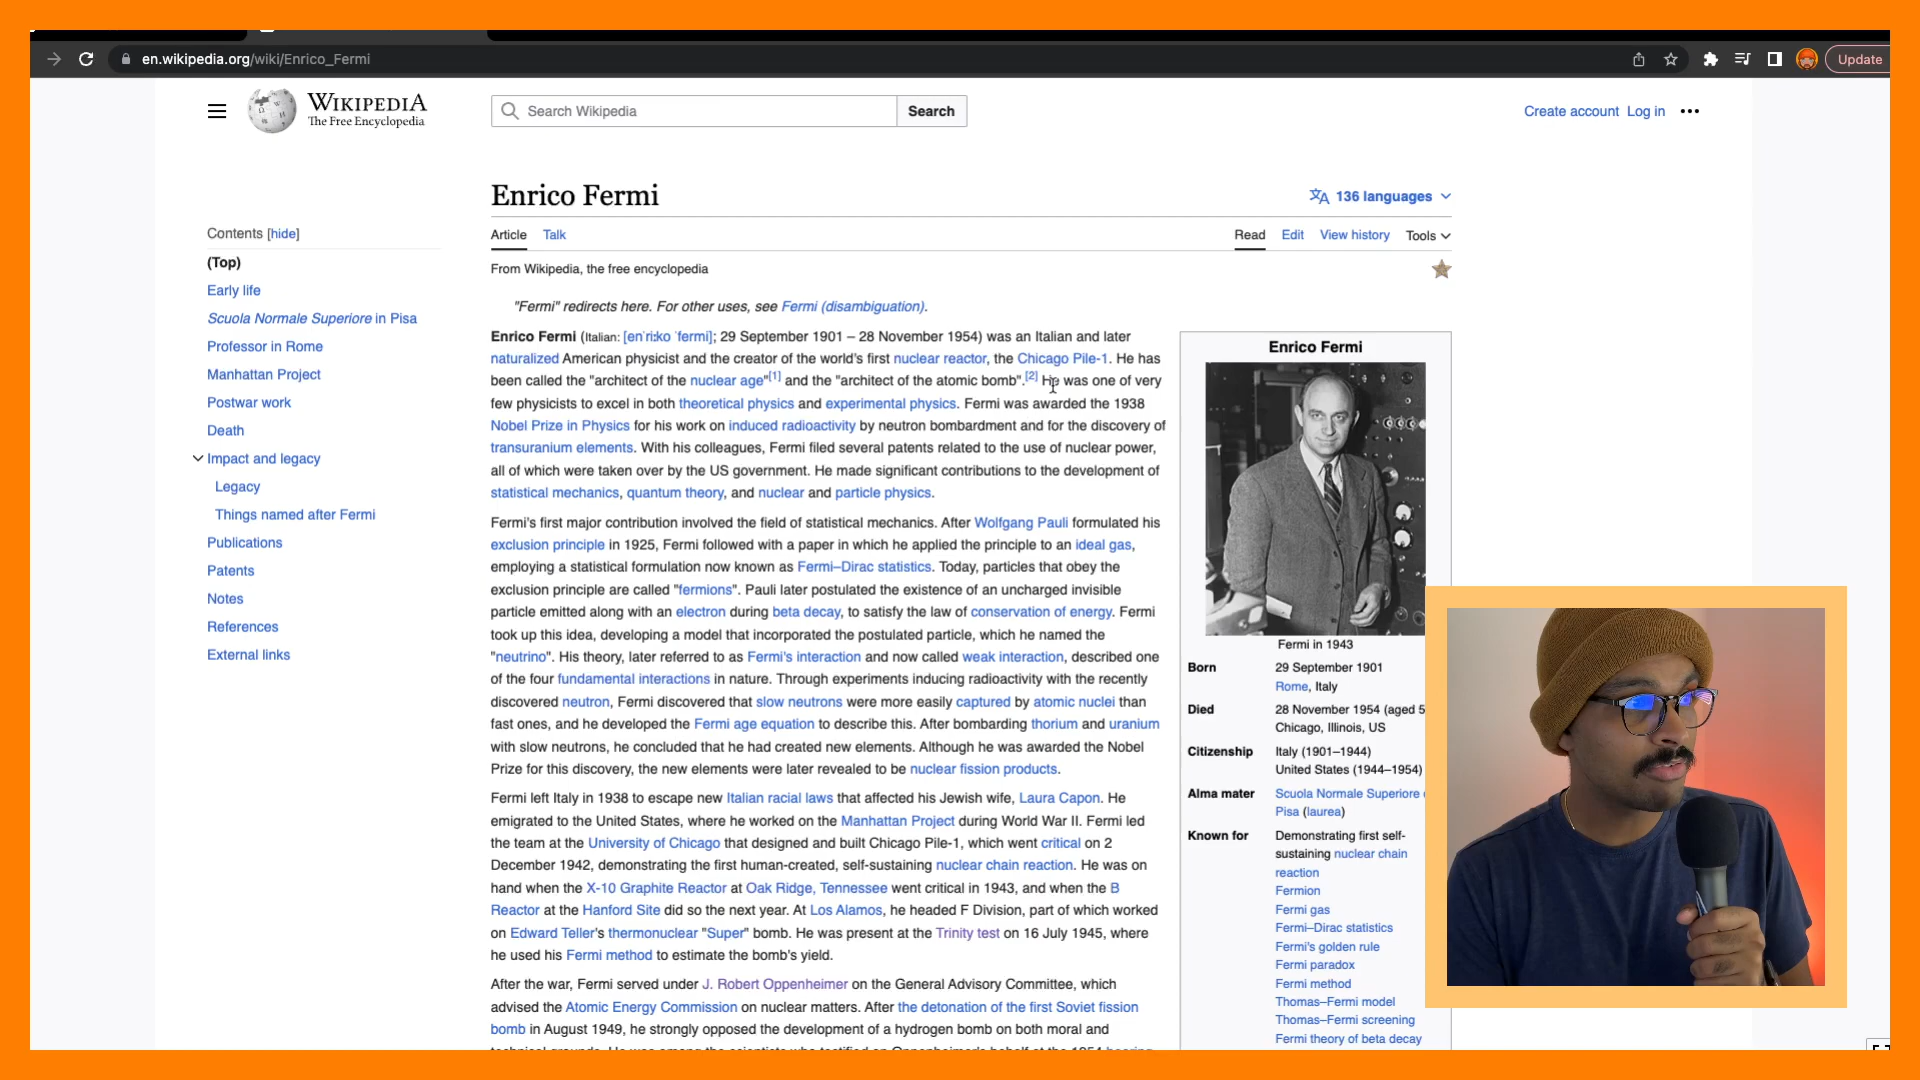 en.wikipedia.org/wiki/Enrico_Fermi
Update
WIKIPEDIA
The Free Encyclopedia
Search Wikipedia
Search
Create account Log in
Enrico Fermi
136 languages
Article Talk
Read Edit View history Tools
From Wikipedia, the free encyclopedia
Contents [hide]
(Top)
Early life
Scuola Normale Superiore in Pisa
Professor in Rome
Manhattan Project
Postwar work
Death
Impact and legacy
Legacy
Things named after Fermi
Publications
Patents
Notes
References
External links
"Fermi" redirects here. For other uses, see Fermi (disambiguation).
Enrico Fermi (Italian: [enˈriːko ˈfermi]; 29 September 1901 – 28 November 1954) was an Italian and later
naturalized American physicist and the creator of the world's first nuclear reactor, the Chicago Pile-1. He has
been called the "architect of the nuclear age"[1] and the "architect of the atomic bomb".[2] He was one of very
few physicists to excel in both theoretical physics and experimental physics. Fermi was awarded the 1938
Nobel Prize in Physics for his work on induced radioactivity by neutron bombardment and for the discovery of
transuranium elements. With his colleagues, Fermi filed several patents related to the use of nuclear power,
all of which were taken over by the US government. He made significant contributions to the development of
statistical mechanics, quantum theory, and nuclear and particle physics.
Fermi's first major contribution involved the field of statistical mechanics. After Wolfgang Pauli formulated his
exclusion principle in 1925, Fermi followed with a paper in which he applied the principle to an ideal gas,
employing a statistical formulation now known as Fermi–Dirac statistics. Today, particles that obey the
exclusion principle are called "fermions". Pauli later postulated the existence of an uncharged invisible
particle emitted along with an electron during beta decay, to satisfy the law of conservation of energy. Fermi
took up this idea, developing a model that incorporated the postulated particle, which he named the
"neutrino". His theory, later referred to as Fermi's interaction and now called weak interaction, described one
of the four fundamental interactions in nature. Through experiments inducing radioactivity with the recently
discovered neutron, Fermi discovered that slow neutrons were more easily captured by atomic nuclei than
fast ones, and he developed the Fermi age equation to describe this. After bombarding thorium and uranium
with slow neutrons, he concluded that he had created new elements. Although he was awarded the Nobel
Prize for this discovery, the new elements were later revealed to be nuclear fission products.
Fermi left Italy in 1938 to escape new Italian racial laws that affected his Jewish wife, Laura Capon. He
emigrated to the United States, where he worked on the Manhattan Project during World War II. Fermi led
the team at the University of Chicago that designed and built Chicago Pile-1, which went critical on 2
December 1942, demonstrating the first human-created, self-sustaining nuclear chain reaction. He was on
hand when the X-10 Graphite Reactor at Oak Ridge, Tennessee went critical in 1943, and when the B
Reactor at the Hanford Site did so the next year. At Los Alamos, he headed F Division, part of which worked
on Edward Teller's thermonuclear "Super" bomb. He was present at the Trinity test on 16 July 1945, where
he used his Fermi method to estimate the bomb's yield.
After the war, Fermi served under J. Robert Oppenheimer on the General Advisory Committee, which
advised the Atomic Energy Commission on nuclear matters. After the detonation of the first Soviet fission
bomb in August 1949, he strongly opposed the development of a hydrogen bomb on both moral and
Enrico Fermi
Fermi in 1943
Born 29 September 1901
Rome, Italy
Died 28 November 1954 (aged 5
Chicago, Illinois, US
Citizenship Italy (1901–1944)
United States (1944–1954)
Alma mater Scuola Normale Superiore
Pisa (laurea)
Known for Demonstrating first self-
sustaining nuclear chain
reaction
Fermion
Fermi gas
Fermi–Dirac statistics
Fermi's golden rule
Fermi paradox
Fermi method
Thomas–Fermi model
Thomas–Fermi screening
Fermi theory of beta decay